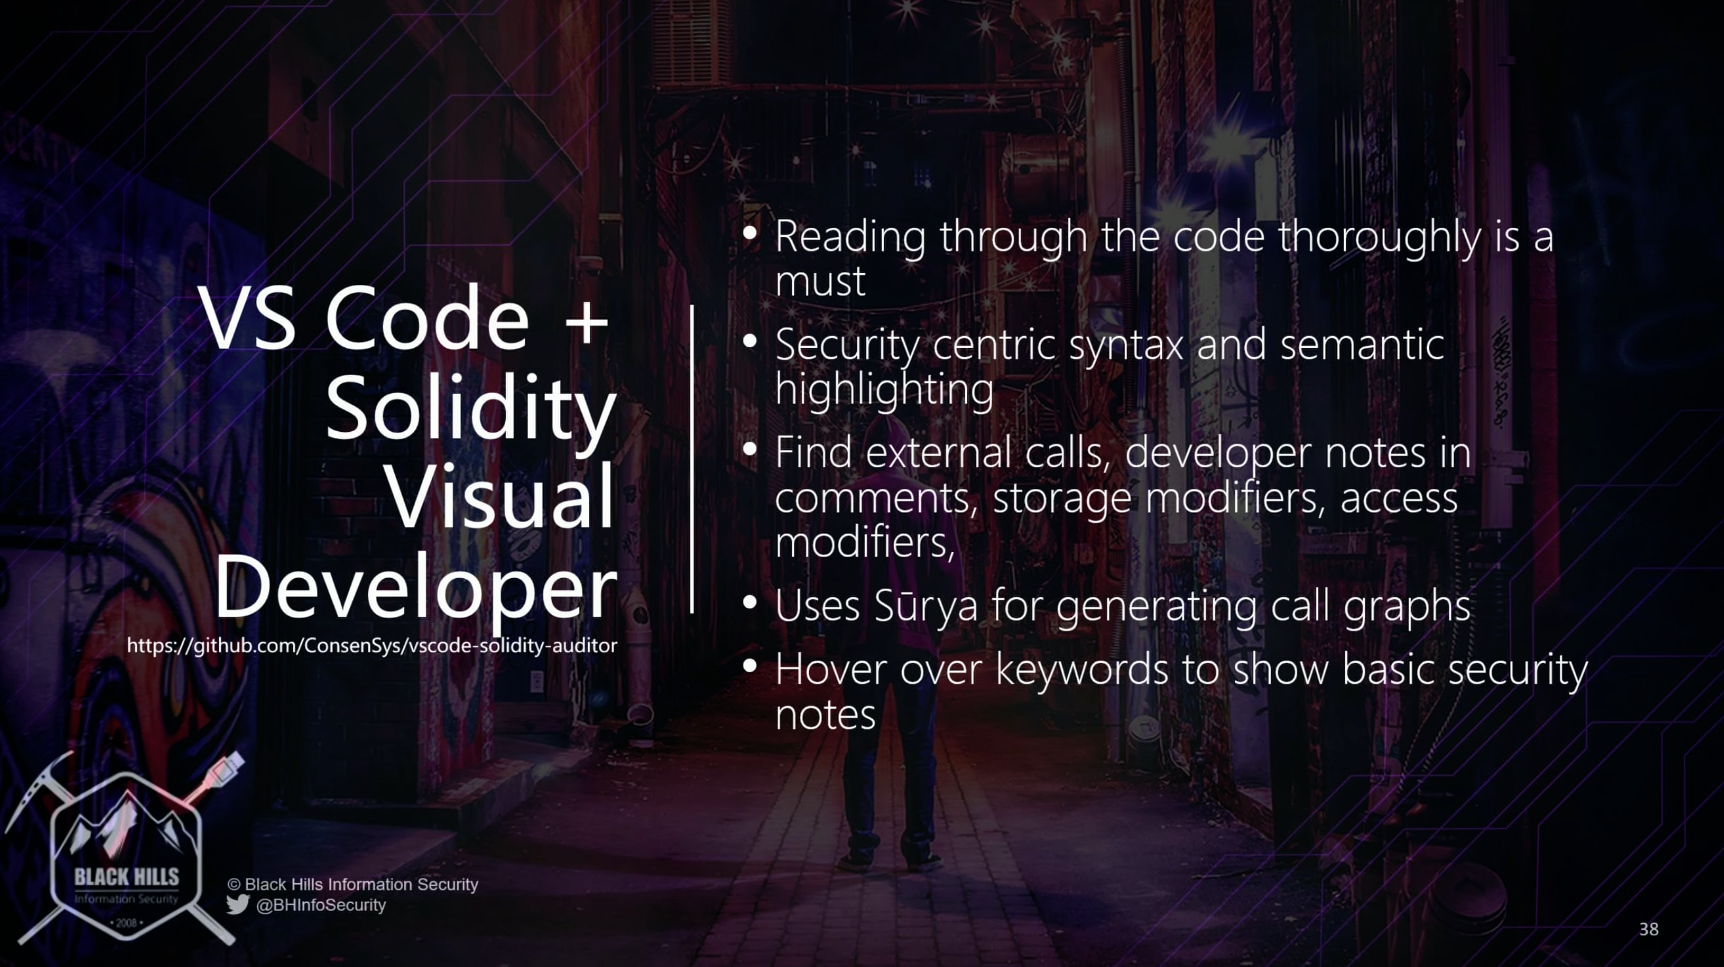 VS Code +
Solidity
Visual
Developer
https://github.com/ConsenSys/vscode-solidity-auditor
• Reading through the code thoroughly is a
must
• Security centric syntax and semantic
highlighting
• Find external calls, developer notes in
comments, storage modifiers, access
modifiers,
• Uses Sūrya for generating call graphs
• Hover over keywords to show basic security
notes
BLACK HILLS
Information Security
• 2008 •
© Black Hills Information Security
@BHInfoSecurity
38